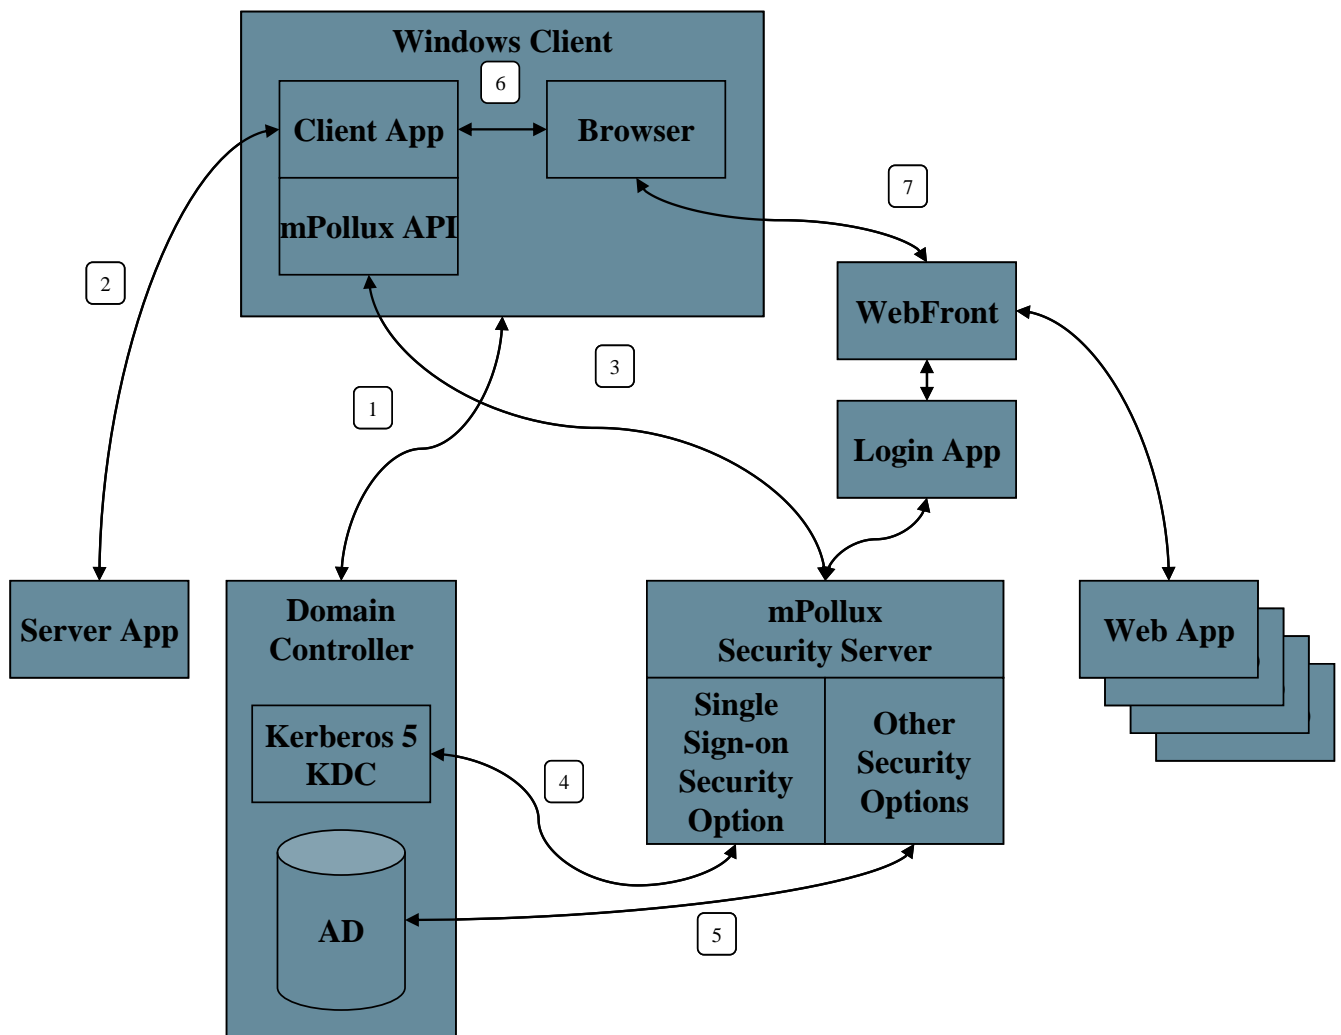 Windows Client
6
Client App
Browser
7
mPollux API
2
WebFront
3
1
Login App
Server App
Domain
Controller
mPollux
Security Server
Web App
Single
Sign-on
Security
Option
Other
Security
Options
Kerberos 5
KDC
4
AD
5